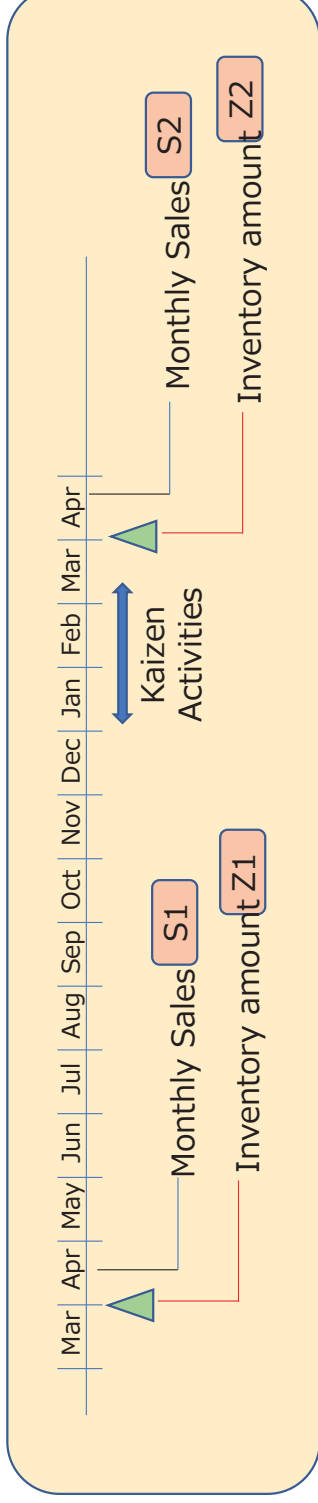 Mar Apr May Jun Jul Aug Sep Oct Nov Dec Jan Feb Mar Apr
Monthly Sales S1
Inventory amount Z1
Kaizen
Activities
Monthly Sales S2
Inventory amount Z2